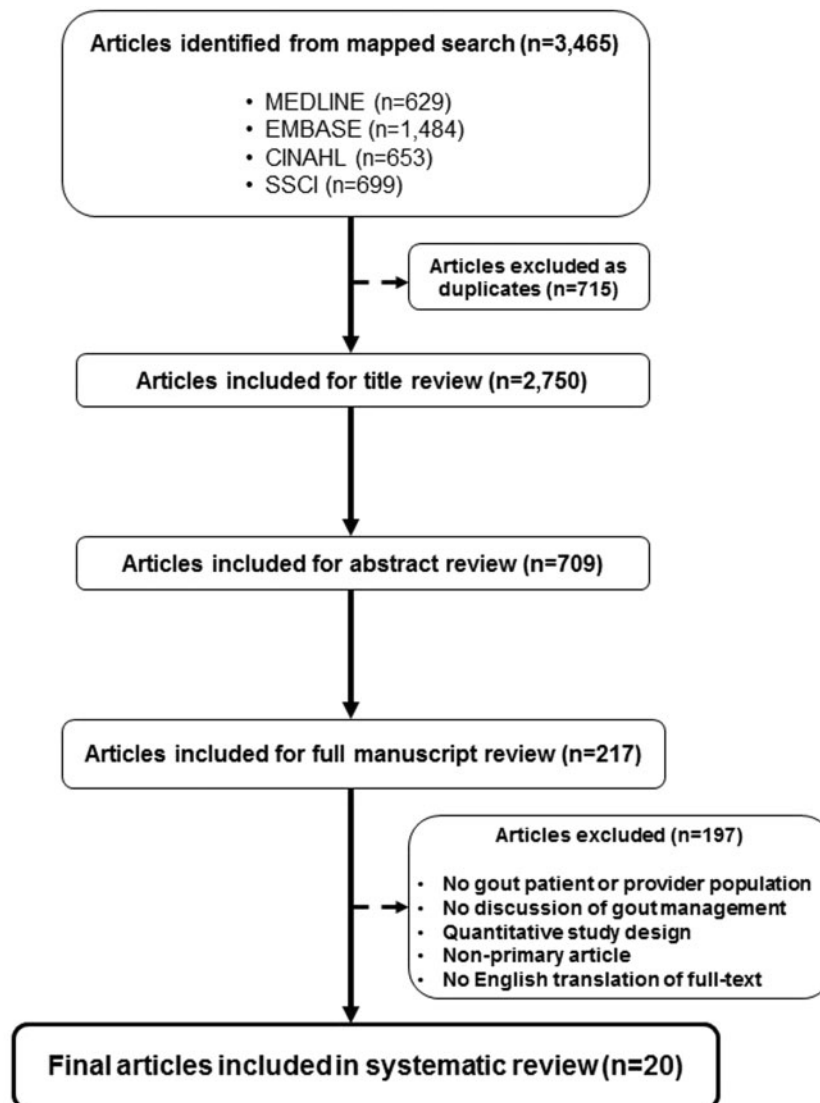 Articles identified from mapped search (n=3,465)
• MEDLINE (n=629)
• EMBASE (n=1,484)
• CINAHL (n=653)
• SSCI (n=699)
Articles excluded as
duplicates (n=715)
Articles included for title review (n=2,750)
Articles included for abstract review (n=709)
Articles included for full manuscript review (n=217)
Articles excluded (n=197)
• No gout patient or provider population
• No discussion of gout management
• Quantitative study design
• Non-primary article
• No English translation of full-text
Final articles included in systematic review (n=20)